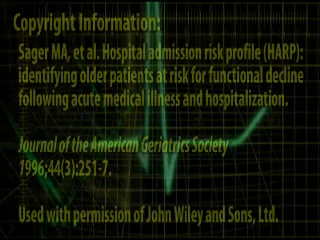 Copyright Information:
Sager MA, et al. Hospital admission risk profile (HARP):
identifying older patients at risk for functional decline
following acute medical illness and hospitalization.
Journal of the American Geriatrics Society
1996;44(3):251-7.
Used with permission of John Wiley and Sons, Ltd.